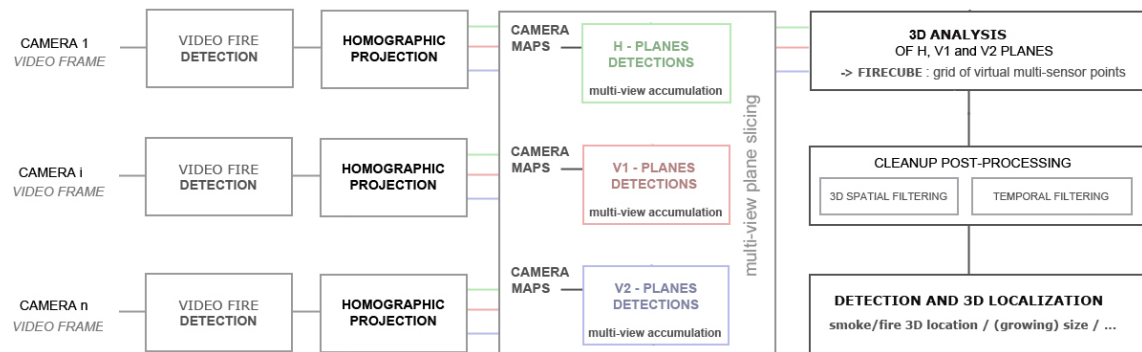 CAMERA 1
VIDEO FRAME
VIDEO FIRE
DETECTION
HOMOGRAPHIC
PROJECTION
CAMERA
MAPS
H - PLANES
DETECTIONS
multi-view accumulation
CAMERA i
VIDEO FRAME
VIDEO FIRE
DETECTION
HOMOGRAPHIC
PROJECTION
CAMERA
MAPS
V1 - PLANES
DETECTIONS
multi-view accumulation
CAMERA n
VIDEO FRAME
VIDEO FIRE
DETECTION
HOMOGRAPHIC
PROJECTION
CAMERA
MAPS
V2 - PLANES
DETECTIONS
multi-view accumulation
multi-view plane slicing
3D ANALYSIS
OF H, V1 and V2 PLANES
-> FIRECUBE : grid of virtual multi-sensor points
CLEANUP POST-PROCESSING
3D SPATIAL FILTERING
TEMPORAL FILTERING
DETECTION AND 3D LOCALIZATION
smoke/fire 3D location / (growing) size / ...